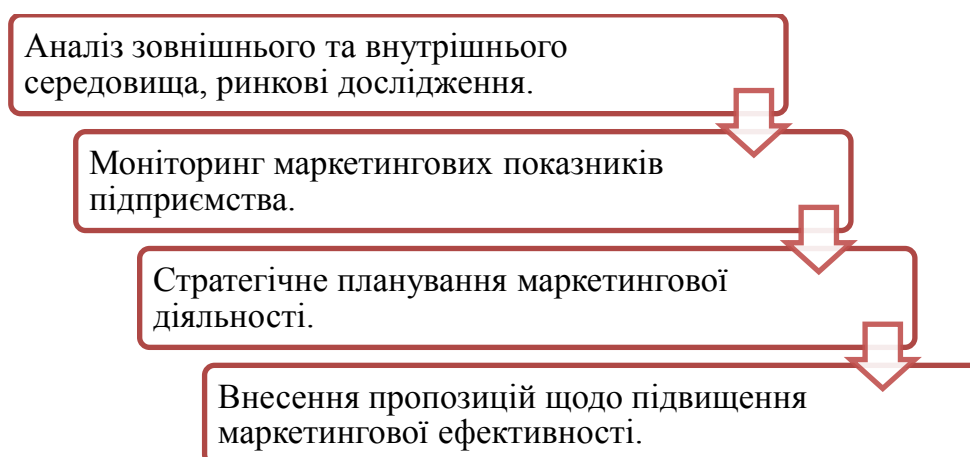 Аналіз зовнішнього та внутрішнього
середовища, ринкові дослідження.
Моніторинг маркетингових показників
підприємства.
Стратегічне планування маркетингової
діяльності.
Внесення пропозицій щодо підвищення
маркетингової ефективності.